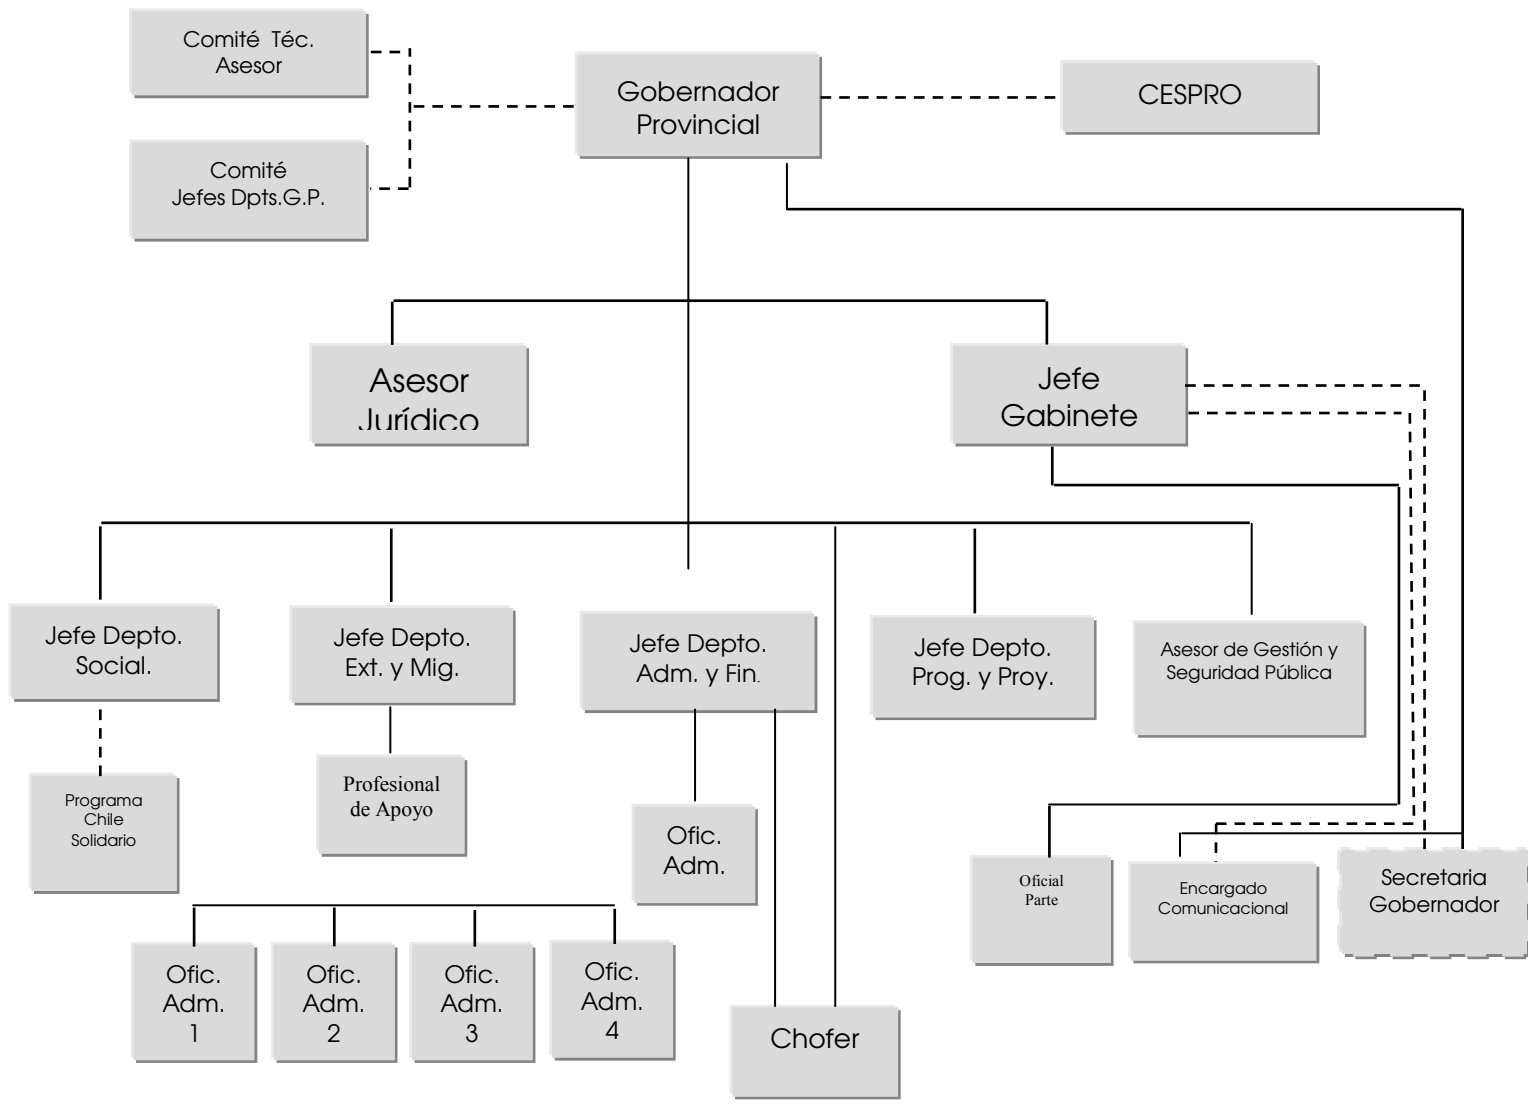 Comité Téc.
Asesor
Gobernador
Provincial
CESPRO
Comité
Jefes Dpts.G.P.
Asesor
Jurídico
Jefe
Gabinete
Jefe Depto.
Social.
Jefe Depto.
Ext. y Mig.
Jefe Depto.
Adm. y Fin.
Jefe Depto.
Prog. y Proy.
Asesor de Gestión y
Seguridad Pública
Programa
Chile
Solidario
Profesional
de Apoyo
Ofic.
Adm.
Oficial
Parte
Encargado
Comunicacional
Secretaria
Gobernador
Ofic.
Adm.
1
Ofic.
Adm.
2
Ofic.
Adm.
3
Ofic.
Adm.
4
Chofer